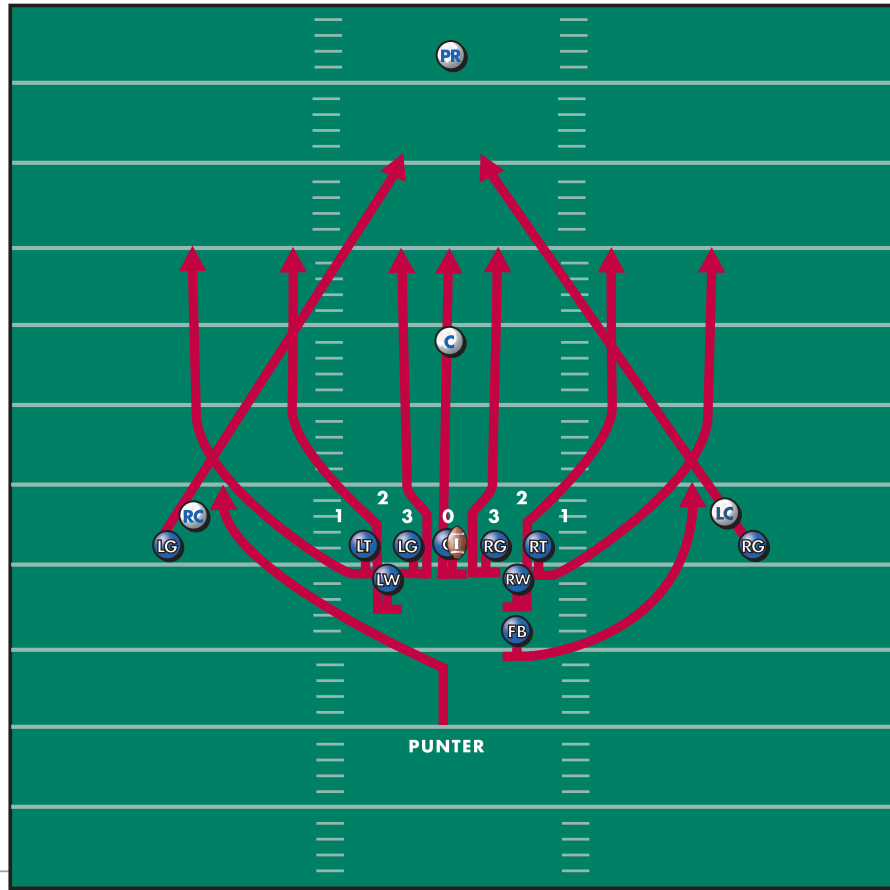 PR
C
2 2
1 3 0 3 1
RC LC
LG LT LG C RG RT RG
LW RW
FB
PUNTER